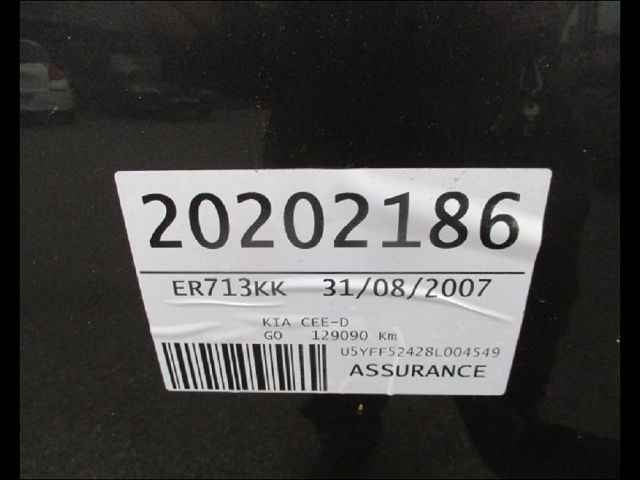 20202186
ER713KK 31/08/2007
KIA CEE-D
GO 129090 Km
U5YFF52428L004549
ASSURANCE